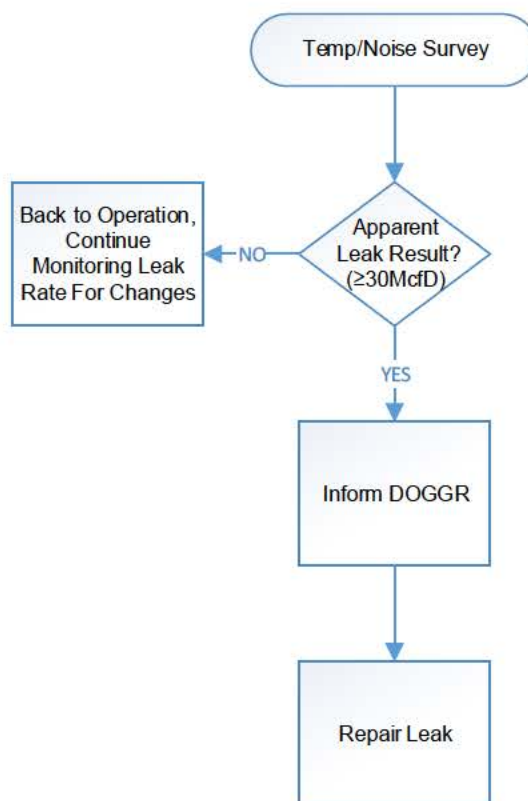 Temp/Noise Survey
Back to Operation,
Continue
Monitoring Leak
Rate For Changes
NO
Apparent
Leak Result?
(≥30McfD)
YES
Inform DOGGR
Repair Leak